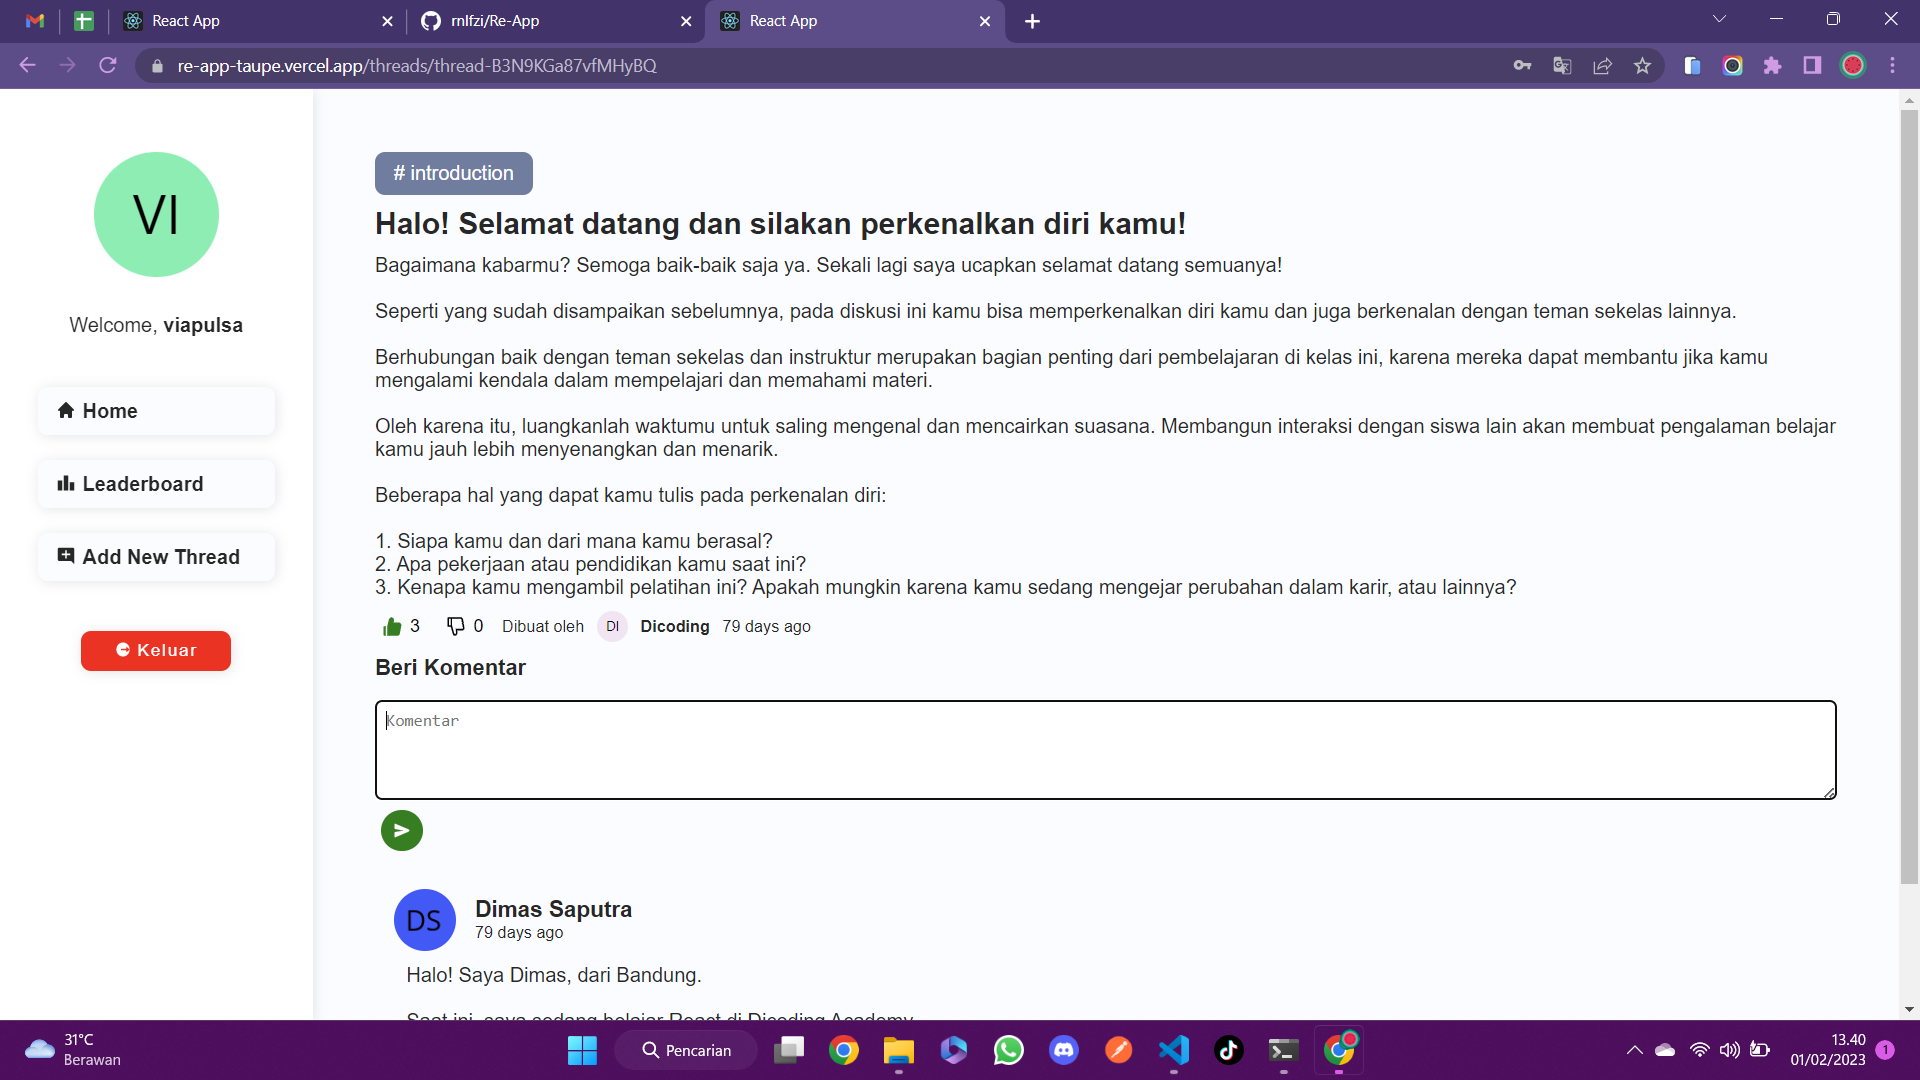 React App
rnlfzi/Re-App
React App
re-app-taupe.vercel.app/threads/thread-B3N9KGa87vfMHyBQ
VI
Welcome, viapulsa
Home
Leaderboard
Add New Thread
Keluar
# introduction
Halo! Selamat datang dan silakan perkenalkan diri kamu!
Bagaimana kabarmu? Semoga baik-baik saja ya. Sekali lagi saya ucapkan selamat datang semuanya!
Seperti yang sudah disampaikan sebelumnya, pada diskusi ini kamu bisa memperkenalkan diri kamu dan juga berkenalan dengan teman sekelas lainnya.
Berhubungan baik dengan teman sekelas dan instruktur merupakan bagian penting dari pembelajaran di kelas ini, karena mereka dapat membantu jika kamu
mengalami kendala dalam mempelajari dan memahami materi.
Oleh karena itu, luangkanlah waktumu untuk saling mengenal dan mencairkan suasana. Membangun interaksi dengan siswa lain akan membuat pengalaman belajar
kamu jauh lebih menyenangkan dan menarik.
Beberapa hal yang dapat kamu tulis pada perkenalan diri:
1. Siapa kamu dan dari mana kamu berasal?
2. Apa pekerjaan atau pendidikan kamu saat ini?
3. Kenapa kamu mengambil pelatihan ini? Apakah mungkin karena kamu sedang mengejar perubahan dalam karir, atau lainnya?
3 0 Dibuat oleh DI Dicoding 79 days ago
Beri Komentar
Komentar
DS
Dimas Saputra
79 days ago
Halo! Saya Dimas, dari Bandung.
Saat ini, saya sedang belajar React di Dicoding Academy.
31°C
Berawan
Pencarian
13.40
01/02/2023
1